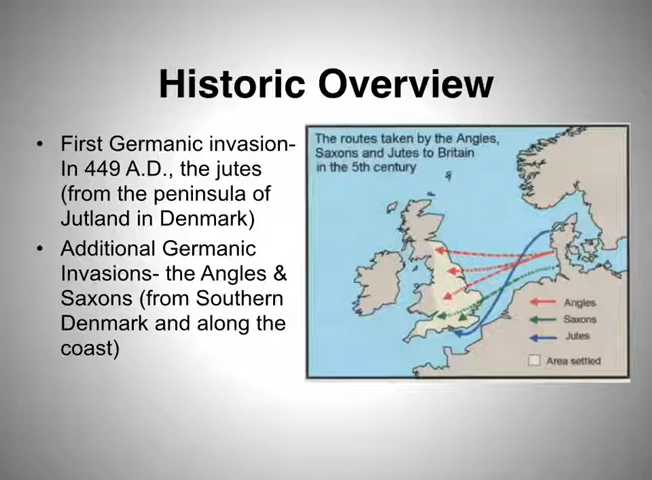 Historic Overview
• First Germanic invasion-
In 449 A.D., the jutes
(from the peninsula of
Jutland in Denmark)
• Additional Germanic
Invasions- the Angles &
Saxons (from Southern
Denmark and along the
coast)
The routes taken by the Angles,
Saxons and Jutes to Britain
in the 5th century
Angles
Saxons
Jutes
Area settled